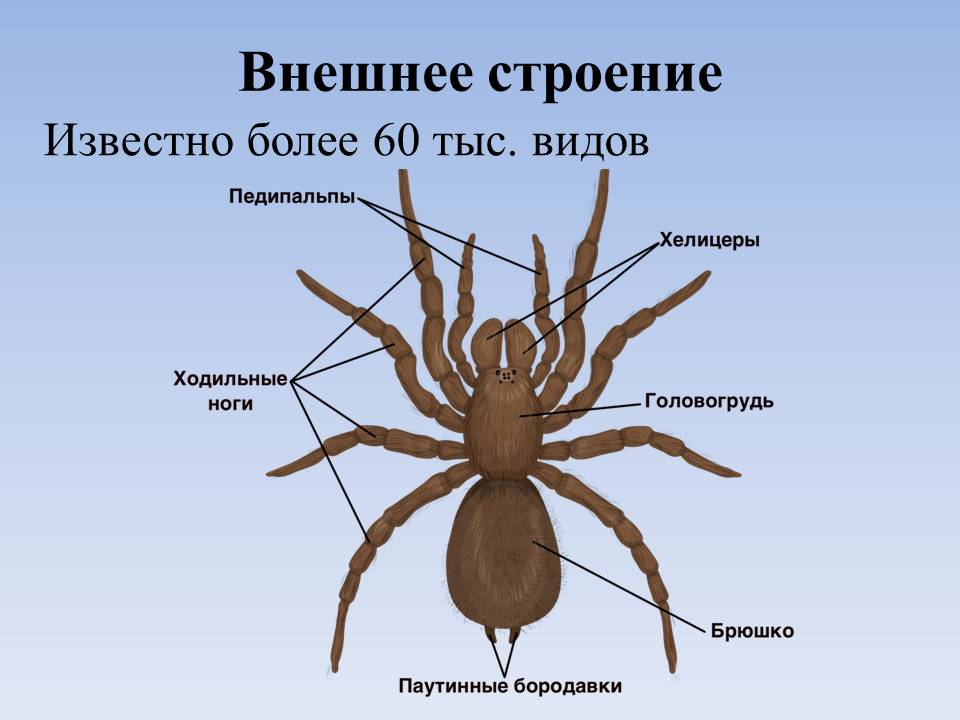 Внешнее строение
Известно более 60 тыс. видов
Педипальпы
Хелицеры
Ходильные
ноги
Головогрудь
Брюшко
Паутинные бородавки